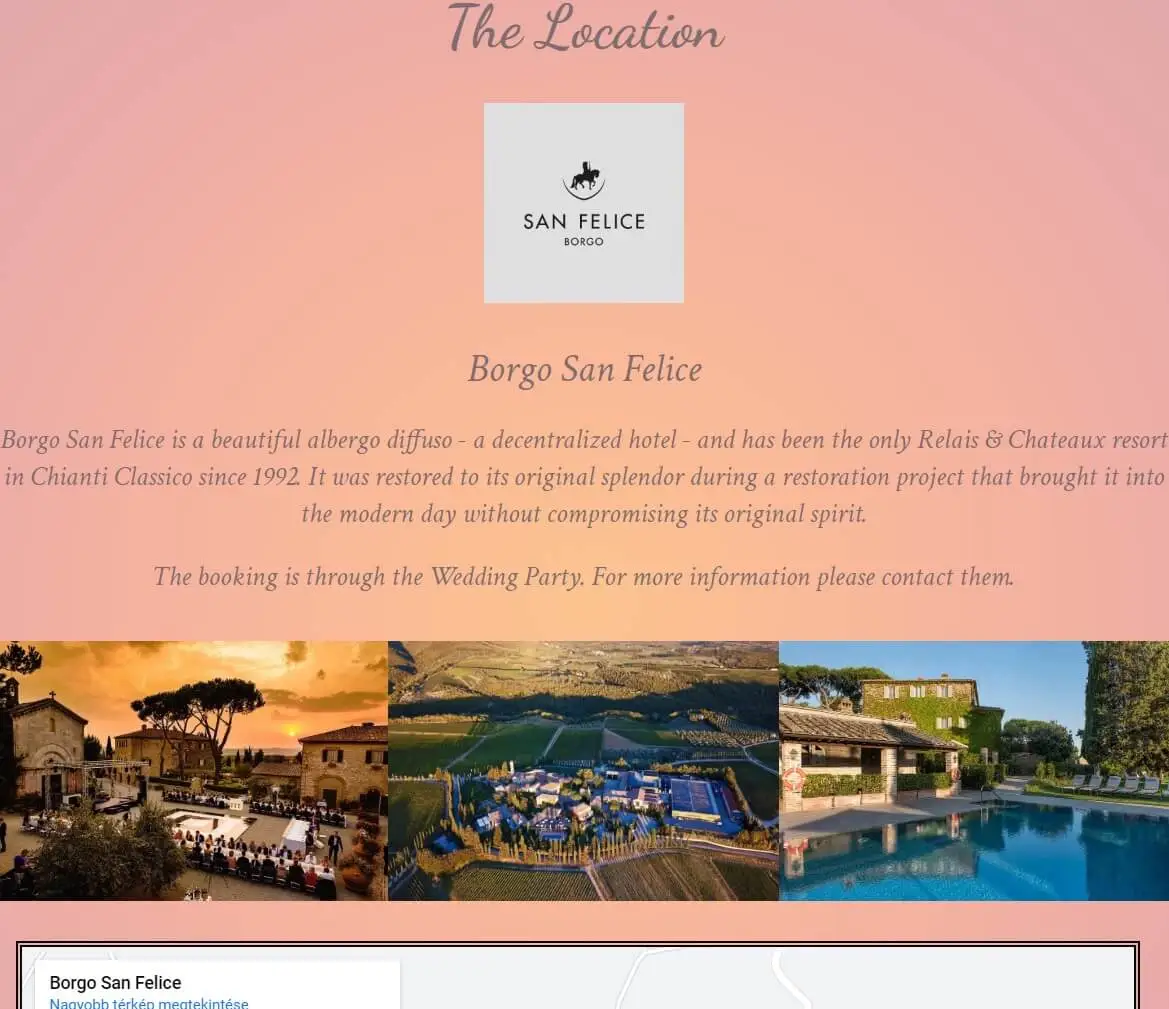 The Location
SAN FELICE
BORGO
Borgo San Felice
Borgo San Felice is a beautiful albergo diffuso - a decentralized hotel - and has been the only Relais & Chateaux resort
in Chianti Classico since 1992. It was restored to its original splendor during a restoration project that brought it into
the modern day without compromising its original spirit.
The booking is through the Wedding Party. For more information please contact them.
Borgo San Felice
Nagyobb térkép megtekintése